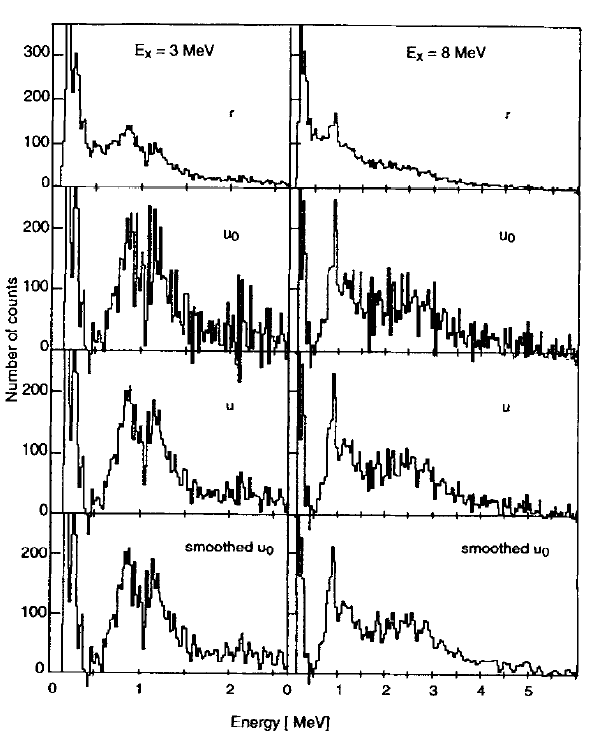 Eₓ = 3 MeV
Eₓ = 8 MeV
300
200
100
0
r
r
200
100
0
u₀
u₀
200
100
0
u
u
200
100
0
smoothed u₀
smoothed u₀
Number of counts
0 1 2 0 1 2 3 4 5
Energy [ MeV]